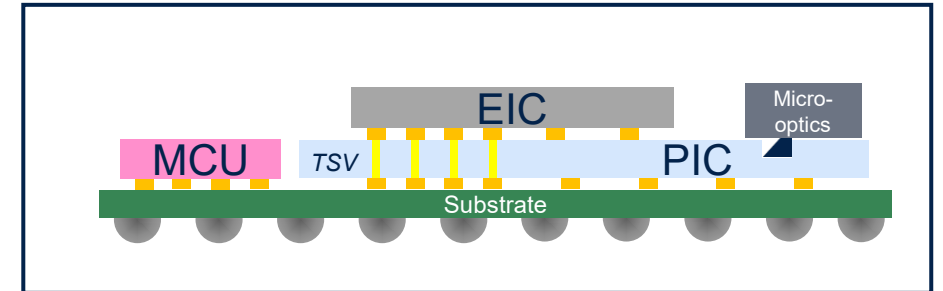 EIC
Micro-
optics
MCU
TSV
PIC
Substrate